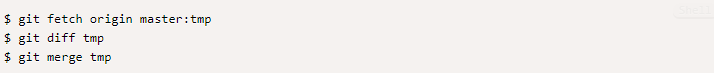 $ git fetch origin master:tmp
$ git diff tmp
$ git merge tmp